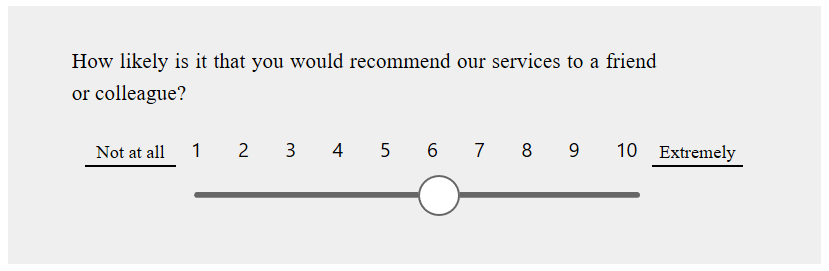 How likely is it that you would recommend our services to a friend
or colleague?
Not at all 1 2 3 4 5 6 7 8 9 10 Extremely